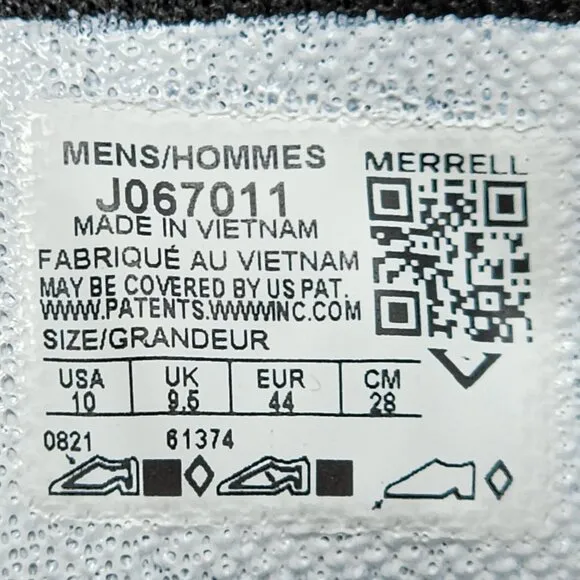 MENS/HOMMES
MERRELL
J067011
MADE IN VIETNAM
FABRIQUÉ AU VIETNAM
MAY BE COVERED BY US PAT.
WWW.PATENTS.WWWINC.COM
SIZE/GRANDEUR
USA UK EUR CM
10 9.5 44 28
0821 61374